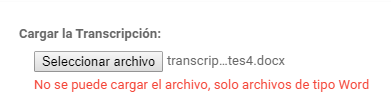 Cargar la Transcripción:
Seleccionar archivo transcrip...tes4.docx
No se puede cargar el archivo, solo archivos de tipo Word